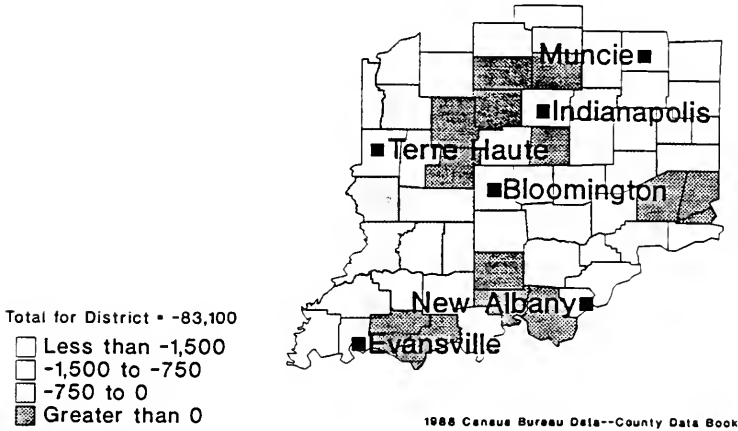 Muncie
Indianapolis
Terre Haute
Bloomington
New Albany
Evansville
Total for District = -83,100
Less than -1,500
-1,500 to -750
-750 to 0
Greater than 0
1988 Census Bureau Data--County Data Book